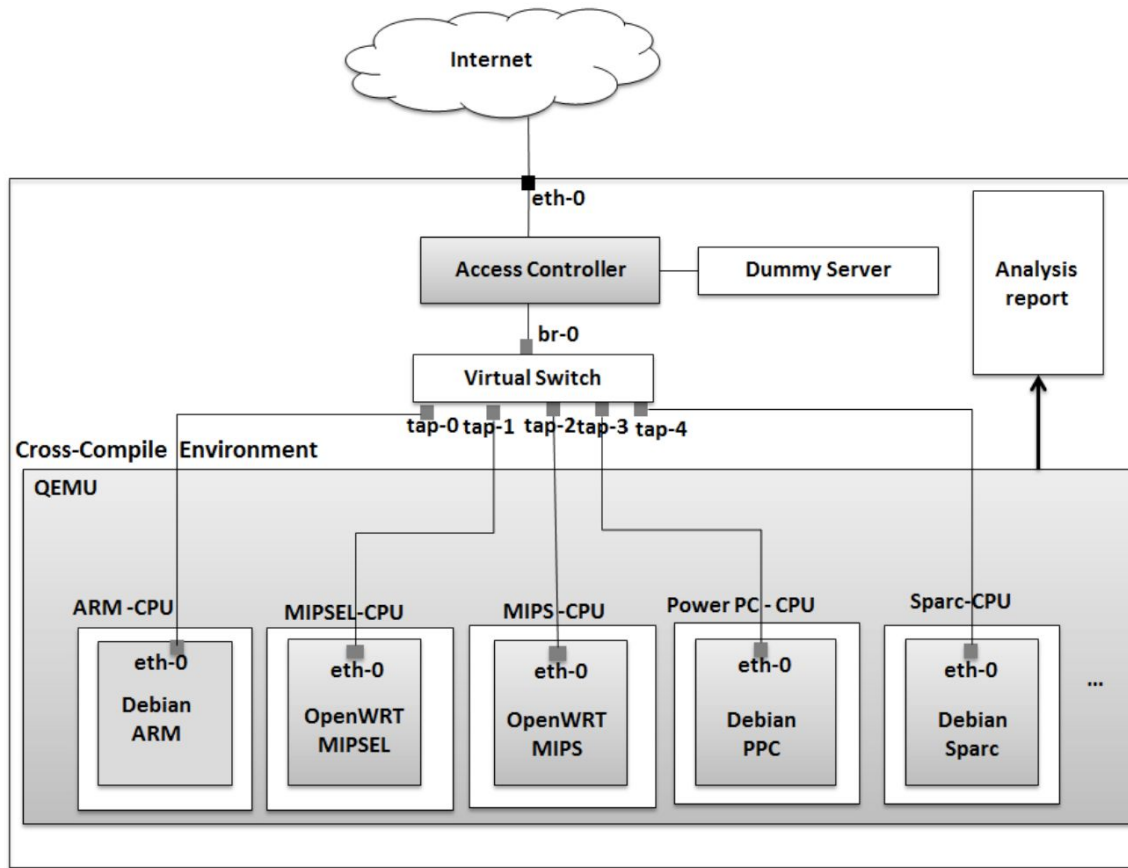 Internet
eth-0
Access Controller
Dummy Server
Analysis
report
br-0
Virtual Switch
tap-0 tap-1 tap-2 tap-3 tap-4
Cross-Compile Environment
QEMU
ARM -CPU
eth-0
Debian
ARM
MIPSEL-CPU
eth-0
OpenWRT
MIPSEL
MIPS -CPU
eth-0
OpenWRT
MIPS
Power PC - CPU
eth-0
Debian
PPC
Sparc-CPU
eth-0
Debian
Sparc
...